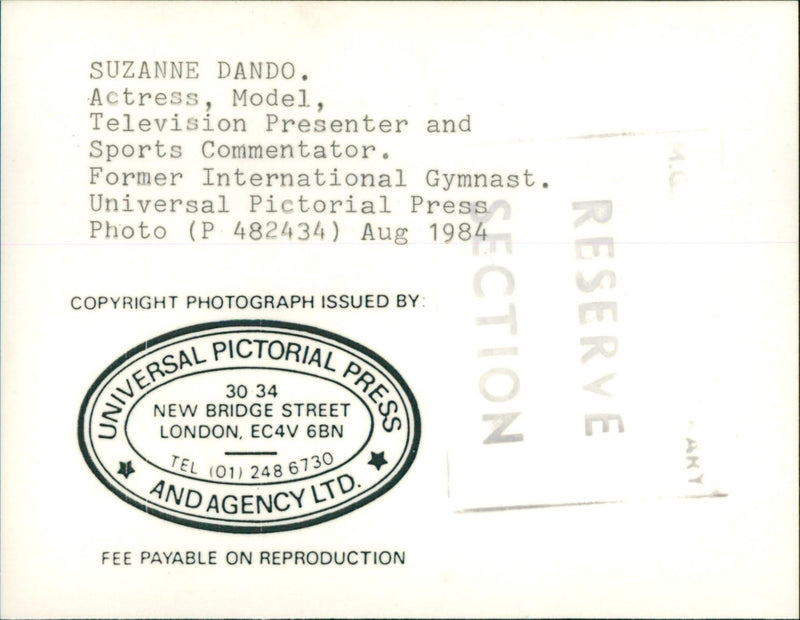 SUZANNE DANDO.
Actress, Model,
Television Presenter and
Sports Commentator.
Former International Gymnast.
Universal Pictorial Press
Photo (P 482434) Aug 1984
COPYRIGHT PHOTOGRAPH ISSUED BY:
UNIVERSAL PICTORIAL PRESS
30 34
NEW BRIDGE STREET
LONDON, EC4V 6BN
TEL (01) 248 6730
AND AGENCY LTD.
FEE PAYABLE ON REPRODUCTION
RESERVE
SECTION